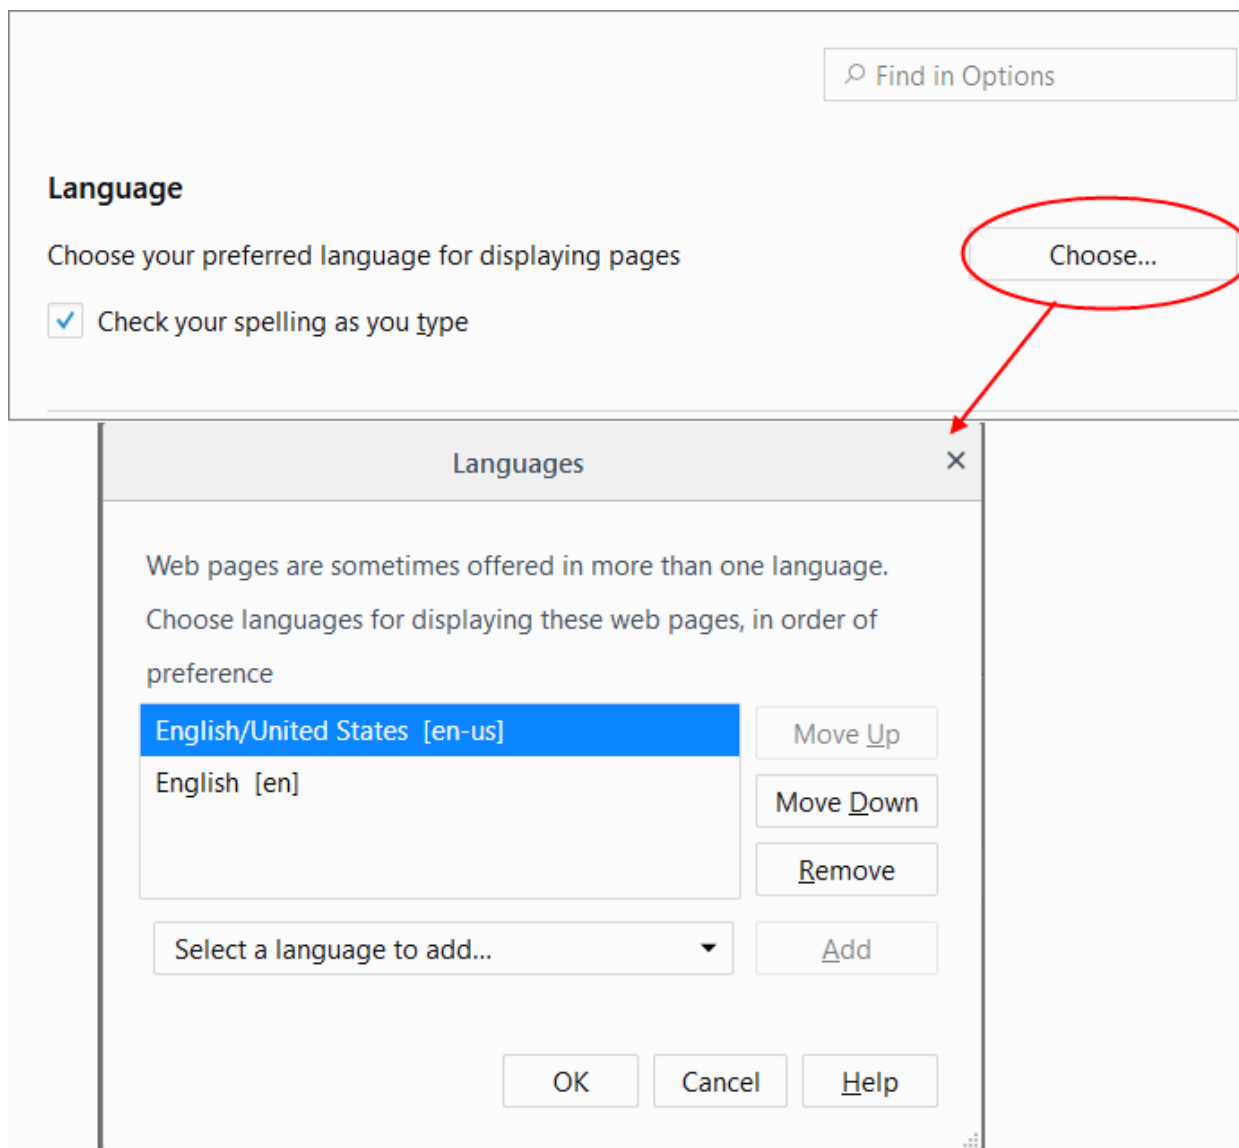 Find in Options
Language
Choose your preferred language for displaying pages
Choose...
Check your spelling as you type
Languages
Web pages are sometimes offered in more than one language.
Choose languages for displaying these web pages, in order of
preference
English/United States [en-us]
Move Up
English [en]
Move Down
Remove
Select a language to add...
Add
OK
Cancel
Help